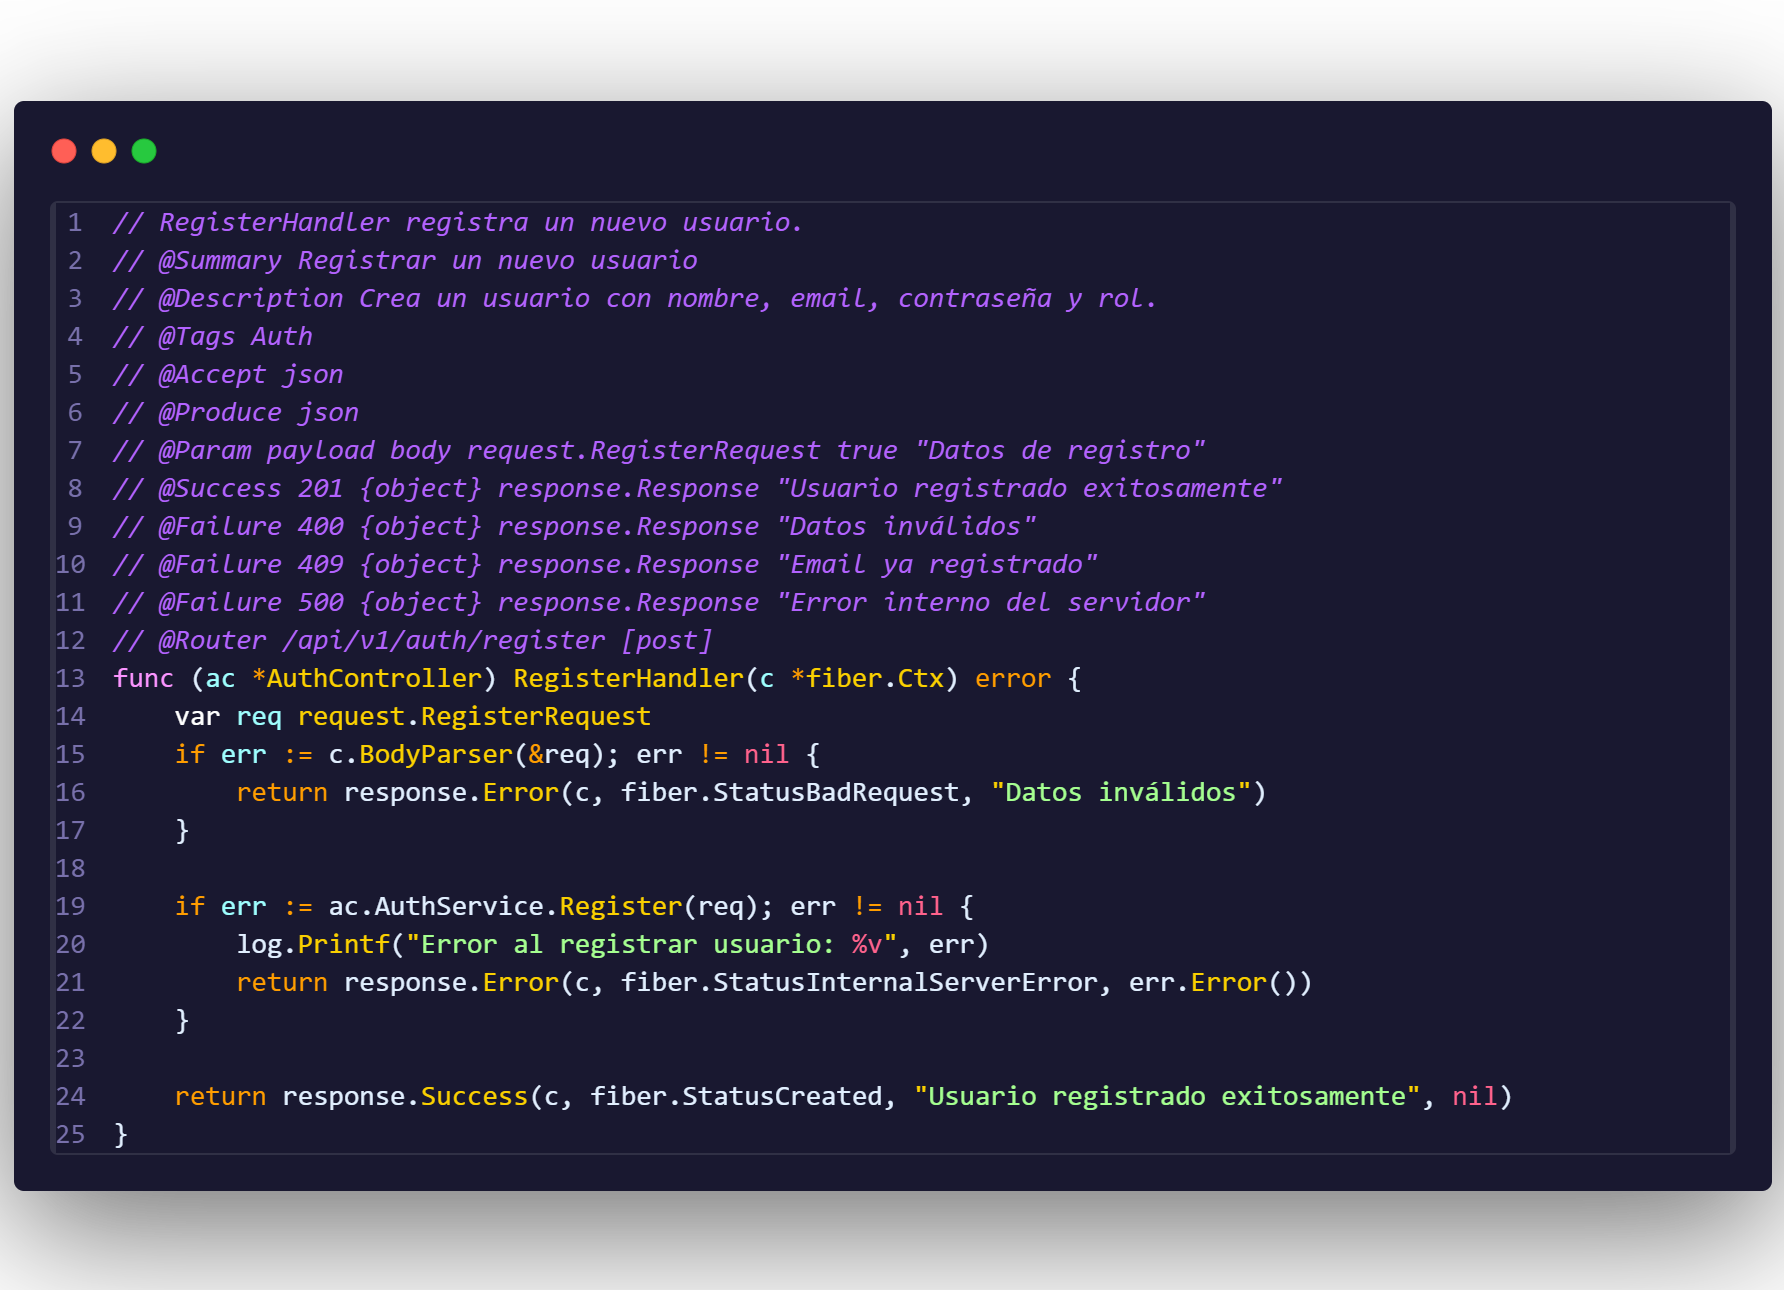 1 // RegisterHandler registra un nuevo usuario.
2 // @Summary Registrar un nuevo usuario
3 // @Description Crea un usuario con nombre, email, contraseña y rol.
4 // @Tags Auth
5 // @Accept json
6 // @Produce json
7 // @Param payload body request.RegisterRequest true "Datos de registro"
8 // @Success 201 {object} response.Response "Usuario registrado exitosamente"
9 // @Failure 400 {object} response.Response "Datos inválidos"
10 // @Failure 409 {object} response.Response "Email ya registrado"
11 // @Failure 500 {object} response.Response "Error interno del servidor"
12 // @Router /api/v1/auth/register [post]
13 func (ac *AuthController) RegisterHandler(c *fiber.Ctx) error {
14     var req request.RegisterRequest
15     if err := c.BodyParser(&req); err != nil {
16         return response.Error(c, fiber.StatusBadRequest, "Datos inválidos")
17     }
18
19     if err := ac.AuthService.Register(req); err != nil {
20         log.Printf("Error al registrar usuario: %v", err)
21         return response.Error(c, fiber.StatusInternalServerError, err.Error())
22     }
23
24     return response.Success(c, fiber.StatusCreated, "Usuario registrado exitosamente", nil)
25 }